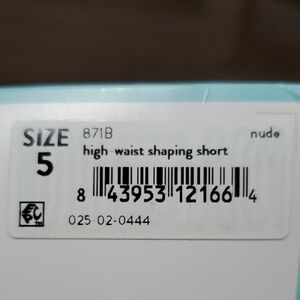 SIZE
5
871B
nude
high waist shaping short
8 43953 12166 4
025-02-0444